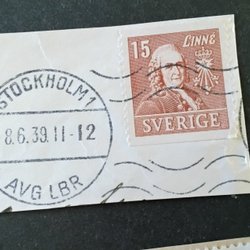 STOCKHOLM 1
8.6.39.11-12
AVG LBR
15 LINNÉ
SVERIGE